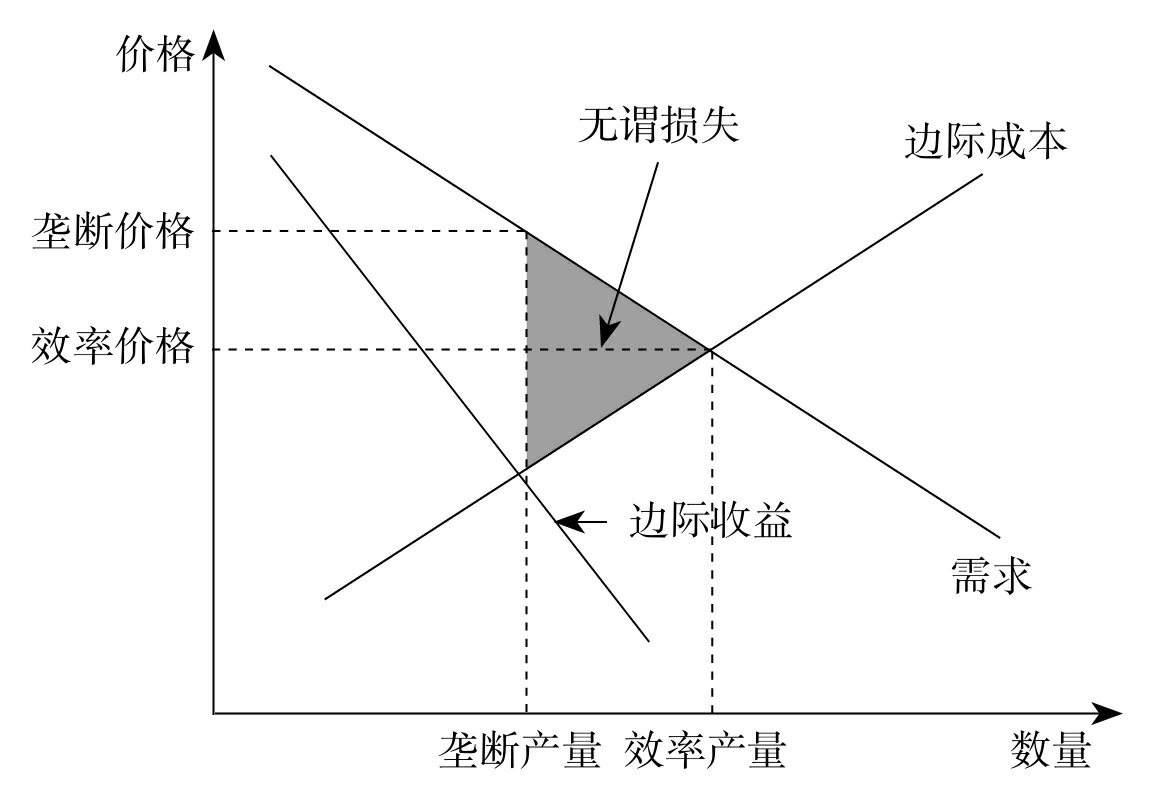 价格
无谓损失
边际成本
垄断价格
效率价格
边际收益
需求
垄断产量 效率产量 数量